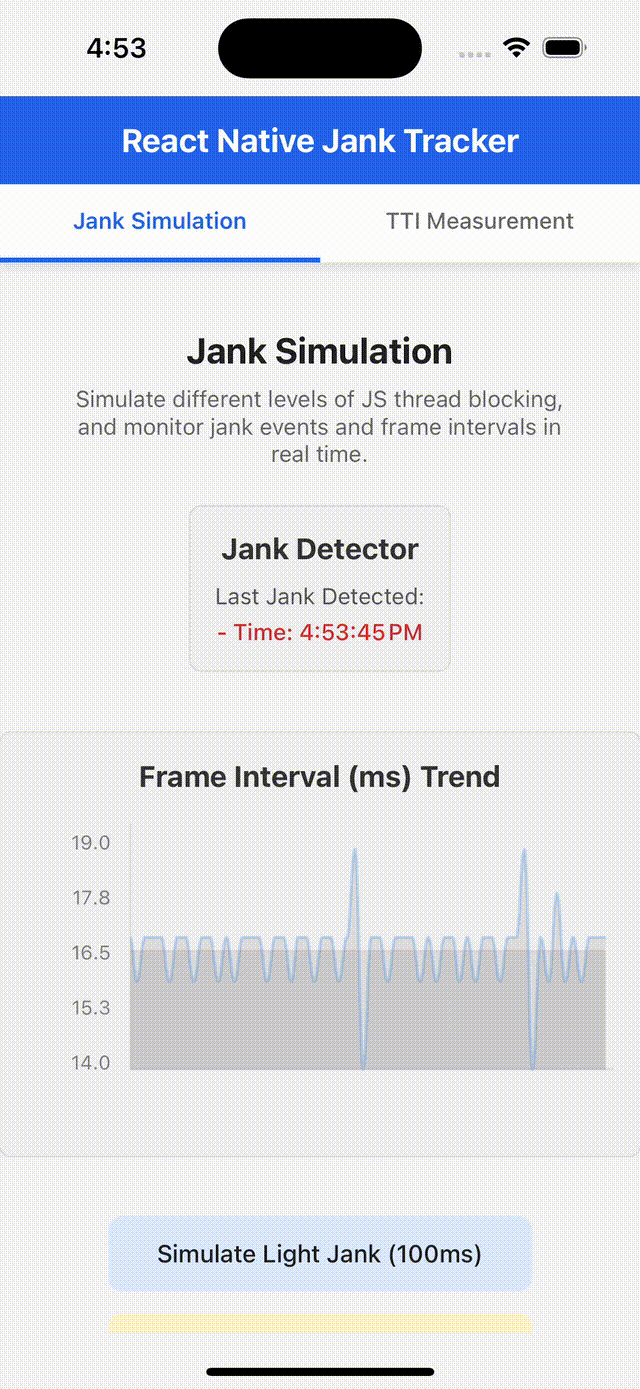 4:53
React Native Jank Tracker
Jank Simulation
TTI Measurement
Jank Simulation
Simulate different levels of JS thread blocking,
and monitor jank events and frame intervals in
real time.
Jank Detector
Last Jank Detected:
- Time: 4:53:45 PM
Frame Interval (ms) Trend
19.0
17.8
16.5
15.3
14.0
Simulate Light Jank (100ms)